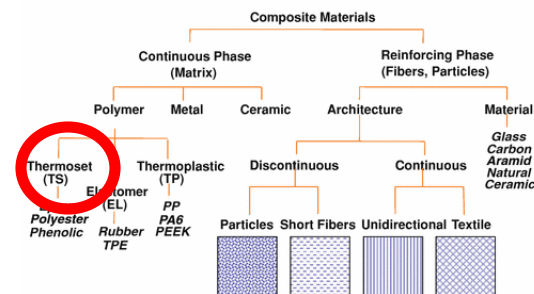 Composite Materials
Continuous Phase
(Matrix)
Reinforcing Phase
(Fibers, Particles)
Polymer
Metal
Ceramic
Architecture
Material
Glass
Carbon
Aramid
Natural
Ceramic
Thermoset
(TS)
Elastomer
(EL)
Thermoplastic
(TP)
Discontinuous
Continuous
Polyester
Phenolic
Rubber
TPE
PP
PA6
PEEK
Particles
Short Fibers
Unidirectional
Textile